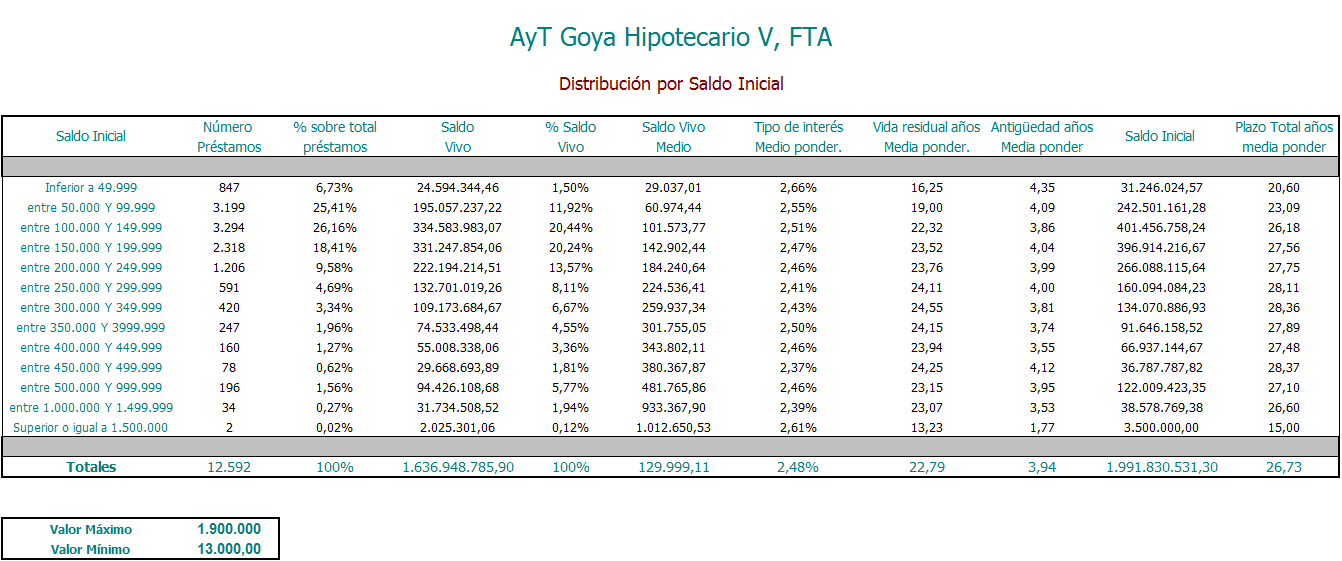 AyT Goya Hipotecario V, FTA
Distribución por Saldo Inicial
Saldo Inicial Número Préstamos % sobre total préstamos Saldo Vivo % Saldo Vivo Saldo Vivo Medio Tipo de interés Medio ponder. Vida residual años Media ponder. Antigüedad años Media ponder Saldo Inicial Plazo Total años media ponder
Inferior a 49.999 847 6,73% 24.594.344,46 1,50% 29.037,01 2,66% 16,25 4,35 31.246.024,57 20,60
entre 50.000 Y 99.999 3.199 25,41% 195.057.237,22 11,92% 60.974,44 2,55% 19,00 4,09 242.501.161,28 23,09
entre 100.000 Y 149.999 3.294 26,16% 334.583.983,07 20,44% 101.573,77 2,51% 22,32 3,86 401.456.758,24 26,18
entre 150.000 Y 199.999 2.318 18,41% 331.247.854,06 20,24% 142.902,44 2,47% 23,52 4,04 396.914.216,67 27,56
entre 200.000 Y 249.999 1.206 9,58% 222.194.214,51 13,57% 184.240,64 2,46% 23,76 3,99 266.088.115,64 27,75
entre 250.000 Y 299.999 591 4,69% 132.701.019,26 8,11% 224.536,41 2,41% 24,11 4,00 160.094.084,23 28,11
entre 300.000 Y 349.999 420 3,34% 109.173.684,67 6,67% 259.937,34 2,43% 24,55 3,81 134.070.886,93 28,36
entre 350.000 Y 3999.999 247 1,96% 74.533.498,44 4,55% 301.755,05 2,50% 24,15 3,74 91.646.158,52 27,89
entre 400.000 Y 449.999 160 1,27% 55.008.338,06 3,36% 343.802,11 2,46% 23,94 3,55 66.937.144,67 27,48
entre 450.000 Y 499.999 78 0,62% 29.668.693,89 1,81% 380.367,87 2,37% 24,25 4,12 36.787.787,82 28,37
entre 500.000 Y 999.999 196 1,56% 94.426.108,68 5,77% 481.765,86 2,46% 23,15 3,95 122.009.423,35 27,10
entre 1.000.000 Y 1.499.999 34 0,27% 31.734.508,52 1,94% 933.367,90 2,39% 23,07 3,53 38.578.769,38 26,60
Superior o igual a 1.500.000 2 0,02% 2.025.301,06 0,12% 1.012.650,53 2,61% 13,23 1,77 3.500.000,00 15,00
Totales 12.592 100% 1.636.948.785,90 100% 129.999,11 2,48% 22,79 3,94 1.991.830.531,30 26,73
Valor Máximo 1.900.000
Valor Mínimo 13.000,00